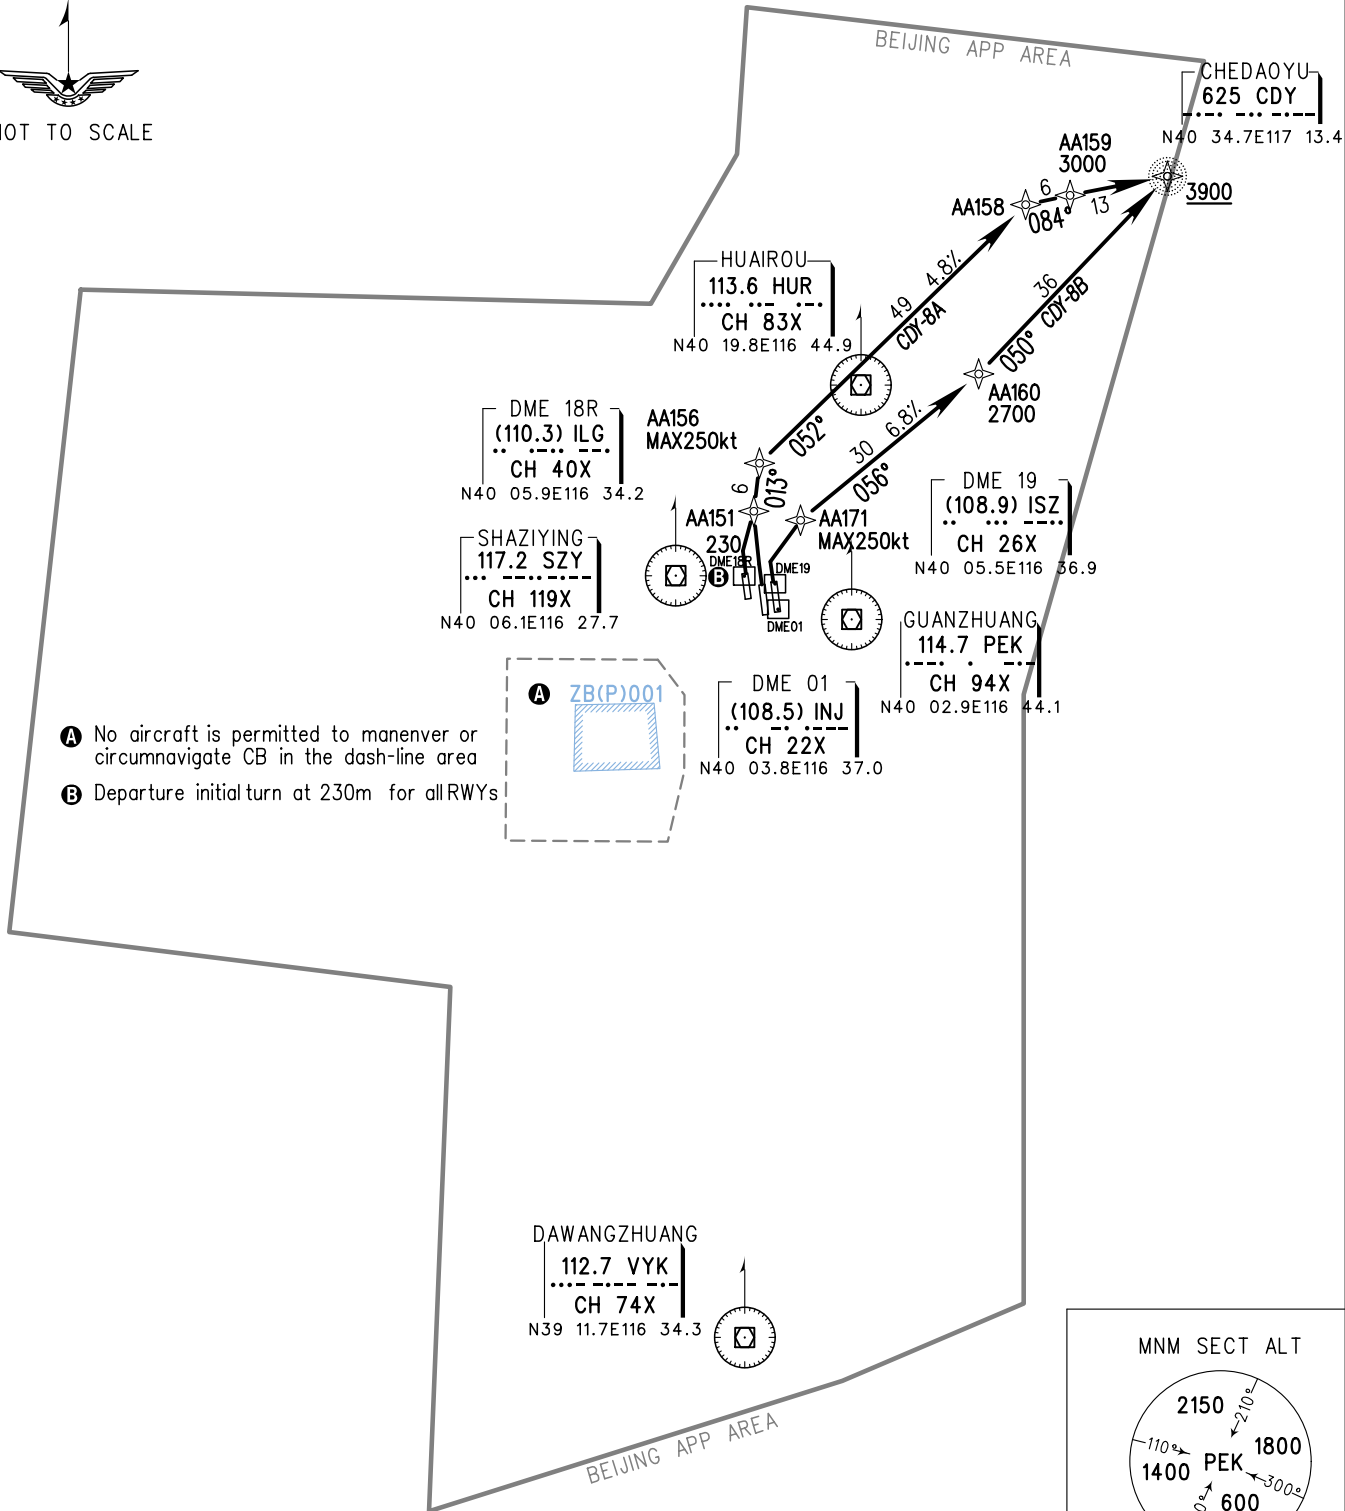 BEIJING APP AREA
NOT TO SCALE
CHEDAOYU
625 CDY
N40 34.7E117 13.4
AA159
3000
3900
6
13
084°
AA158
HUAIROU
113.6 HUR
CH 83X
N40 19.8E116 44.9
49 4.8%
CDY-8A
052°
36
050° CDY-8B
AA160
2700
30 6.8%
056°
DME 18R
(110.3) ILG
CH 40X
N40 05.9E116 34.2
AA156
MAX250kt
6
013°
AA151
230
AA171
MAX250kt
DME 19
(108.9) ISZ
CH 26X
N40 05.5E116 36.9
SHAZIYING
117.2 SZY
CH 119X
N40 06.1E116 27.7
B
DME18R
DME19
DME01
GUANZHUANG
114.7 PEK
CH 94X
N40 02.9E116 44.1
DME 01
(108.5) INJ
CH 22X
N40 03.8E116 37.0
A ZB(P)001
A No aircraft is permitted to manenver or
circumnavigate CB in the dash-line area
B Departure initial turn at 230m for all RWYs
DAWANGZHUANG
112.7 VYK
CH 74X
N39 11.7E116 34.3
BEIJING APP AREA
MNM SECT ALT
2150
210°
110°
1800
PEK
1400
300°
600